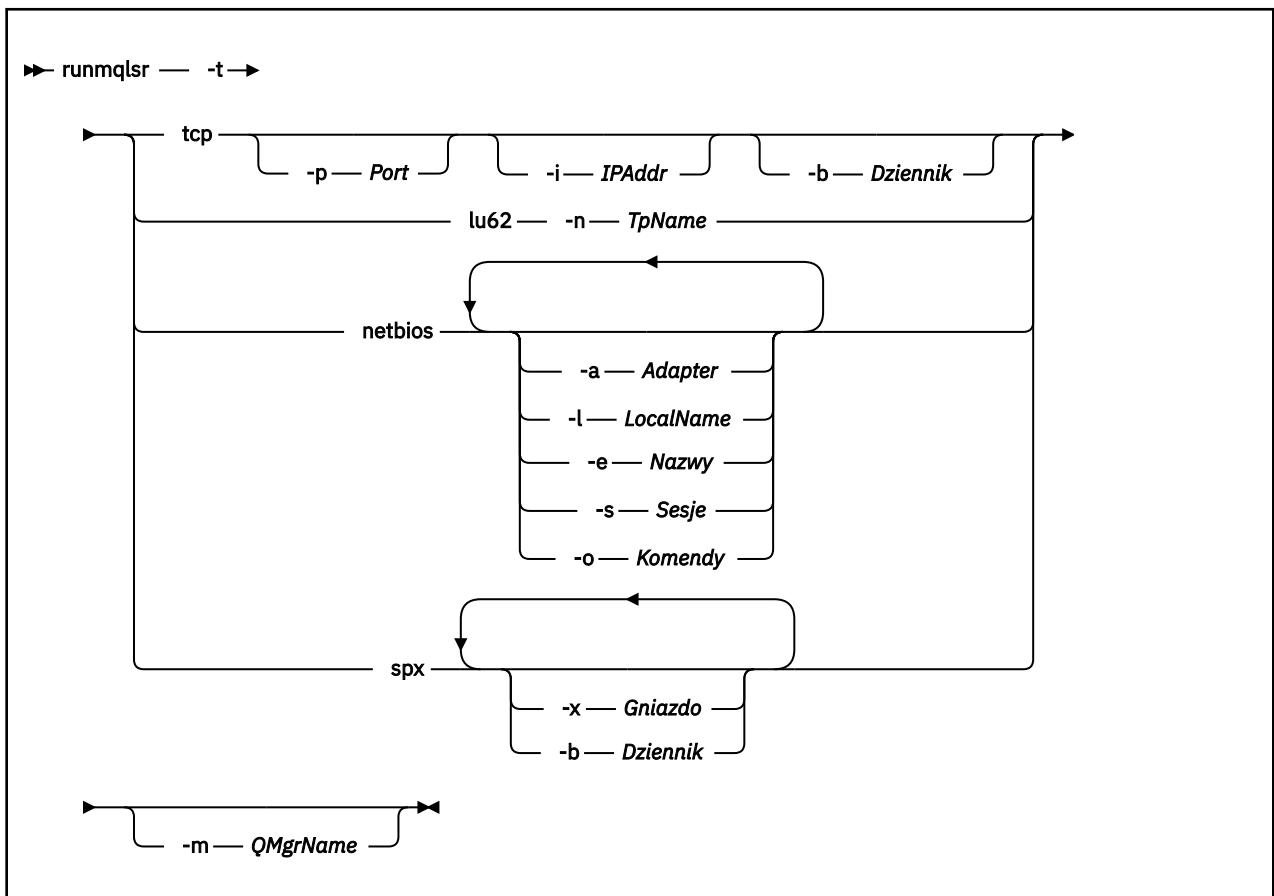 runmqlsr -t
tcp
-p Port -i IPAddr -b Dziennik
lu62 -n TpName
netbios
-a Adapter
-l LocalName
-e Nazwy
-s Sesje
-o Komendy
spx
-x Gniazdo
-b Dziennik
-m QMgrName